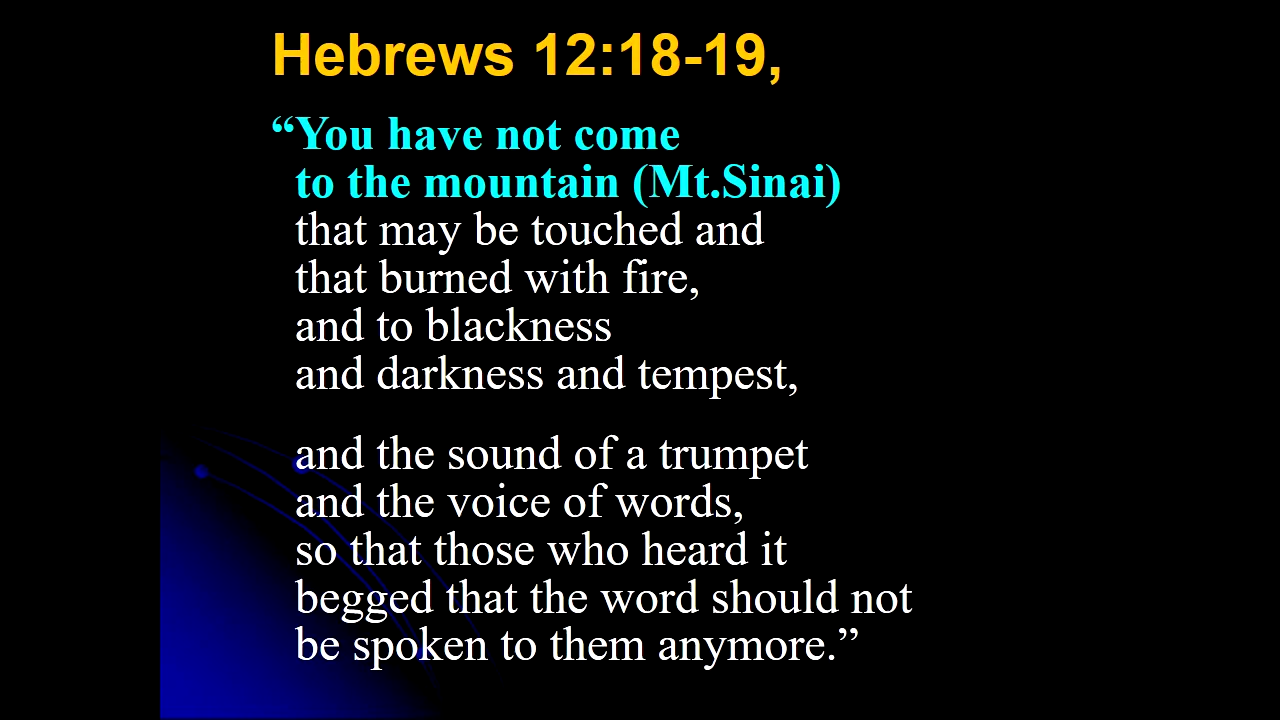 Hebrews 12:18-19,
“You have not come
to the mountain (Mt.Sinai)
that may be touched and
that burned with fire,
and to blackness
and darkness and tempest,
and the sound of a trumpet
and the voice of words,
so that those who heard it
begged that the word should not
be spoken to them anymore.”